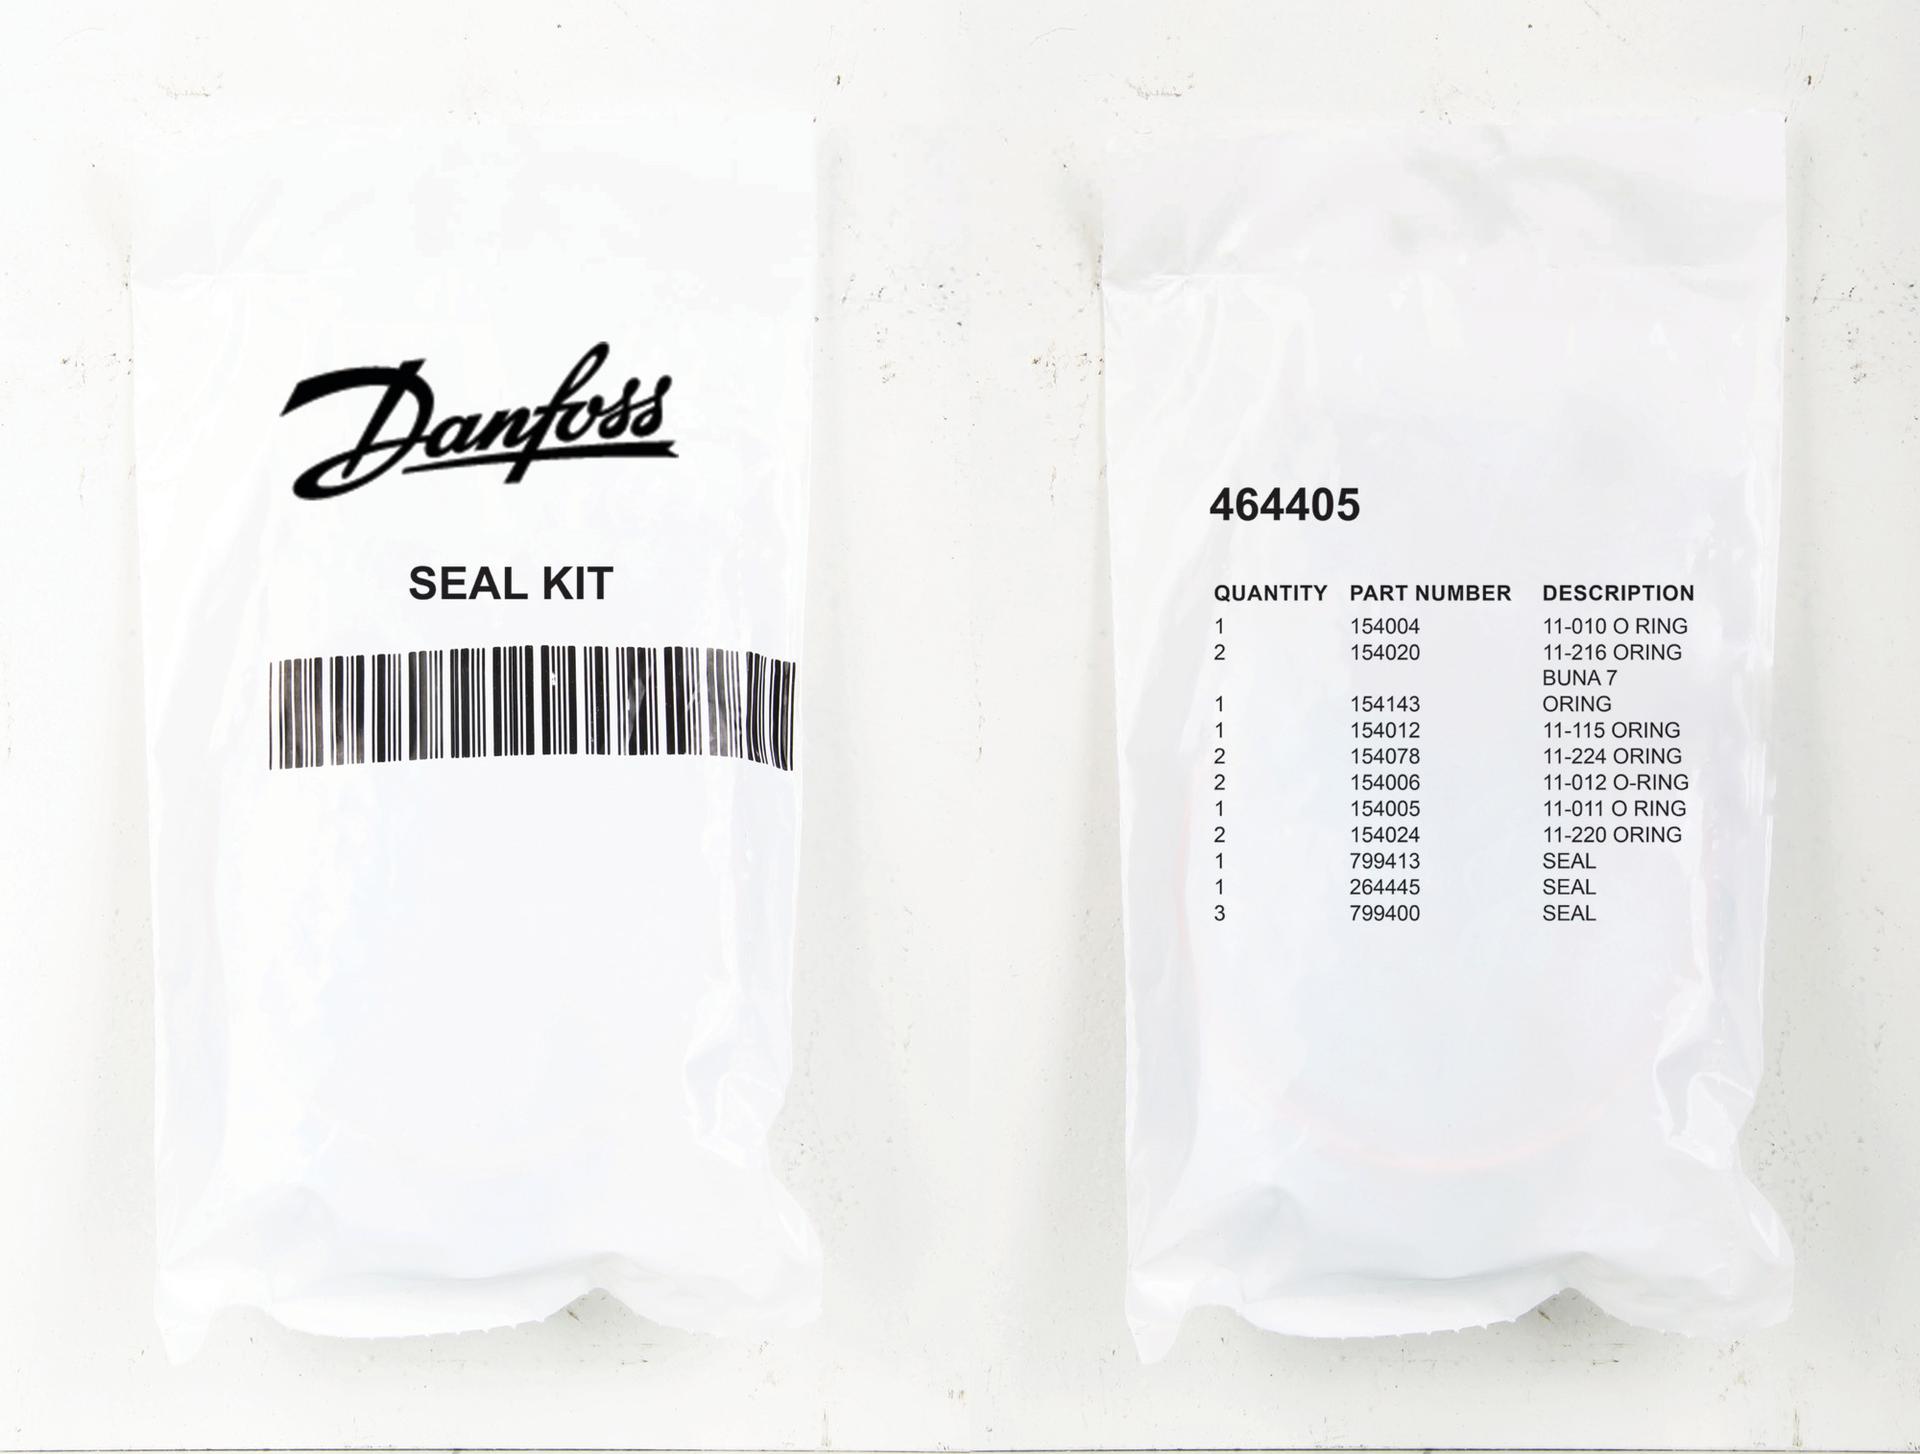 Danfoss
SEAL KIT
464405
QUANTITY PART NUMBER DESCRIPTION
1 154004 11-010 O RING
2 154020 11-216 ORING
BUNA 7
1 154143 ORING
1 154012 11-115 ORING
2 154078 11-224 ORING
2 154006 11-012 O-RING
1 154005 11-011 O RING
2 154024 11-220 ORING
1 799413 SEAL
1 264445 SEAL
3 799400 SEAL